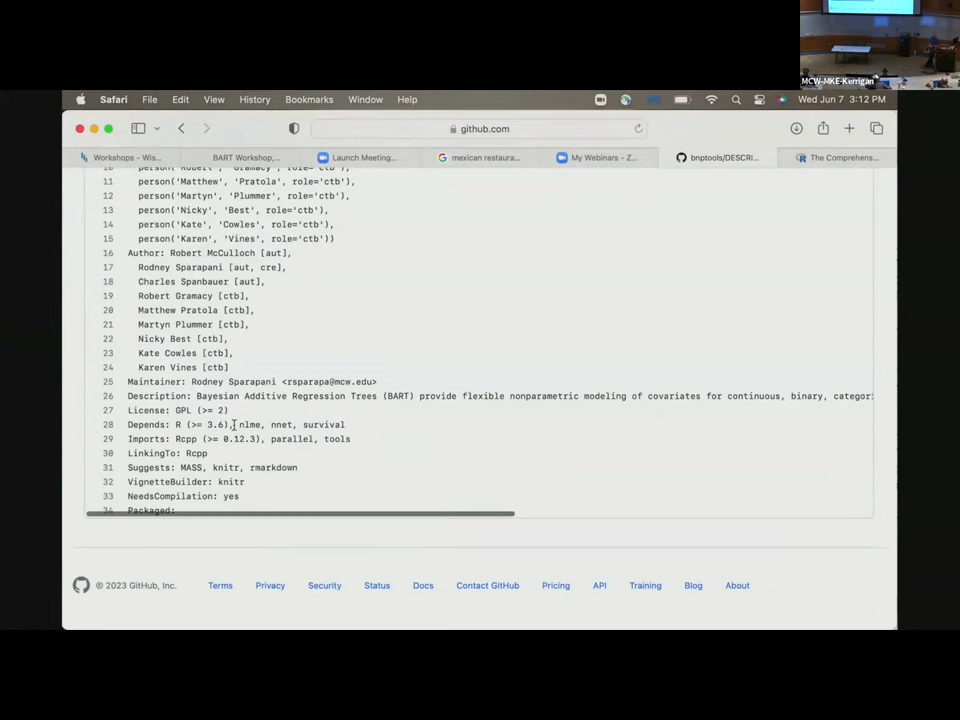 MCW-MKE-Kerrigan
Safari File Edit View History Bookmarks Window Help Wed Jun 7 3:12 PM
github.com
Workshops - Wis... BART Workshop,... Launch Meeting... mexican restaura... My Webinars - Z... bnptools/DESCRI... The Comprehens...
10 person('Robert', 'Gramacy', role='ctb'),
11 person('Matthew', 'Pratola', role='ctb'),
12 person('Martyn', 'Plummer', role='ctb'),
13 person('Nicky', 'Best', role='ctb'),
14 person('Kate', 'Cowles', role='ctb'),
15 person('Karen', 'Vines', role='ctb'))
16 Author: Robert McCulloch [aut],
17 Rodney Sparapani [aut, cre],
18 Charles Spanbauer [aut],
19 Robert Gramacy [ctb],
20 Matthew Pratola [ctb],
21 Martyn Plummer [ctb],
22 Nicky Best [ctb],
23 Kate Cowles [ctb],
24 Karen Vines [ctb]
25 Maintainer: Rodney Sparapani <rsparapa@mcw.edu>
26 Description: Bayesian Additive Regression Trees (BART) provide flexible nonparametric modeling of covariates for continuous, binary, categori
27 License: GPL (>= 2)
28 Depends: R (>= 3.6), nlme, nnet, survival
29 Imports: Rcpp (>= 0.12.3), parallel, tools
30 LinkingTo: Rcpp
31 Suggests: MASS, knitr, rmarkdown
32 VignetteBuilder: knitr
33 NeedsCompilation: yes
34 Packaged:
© 2023 GitHub, Inc. Terms Privacy Security Status Docs Contact GitHub Pricing API Training Blog About